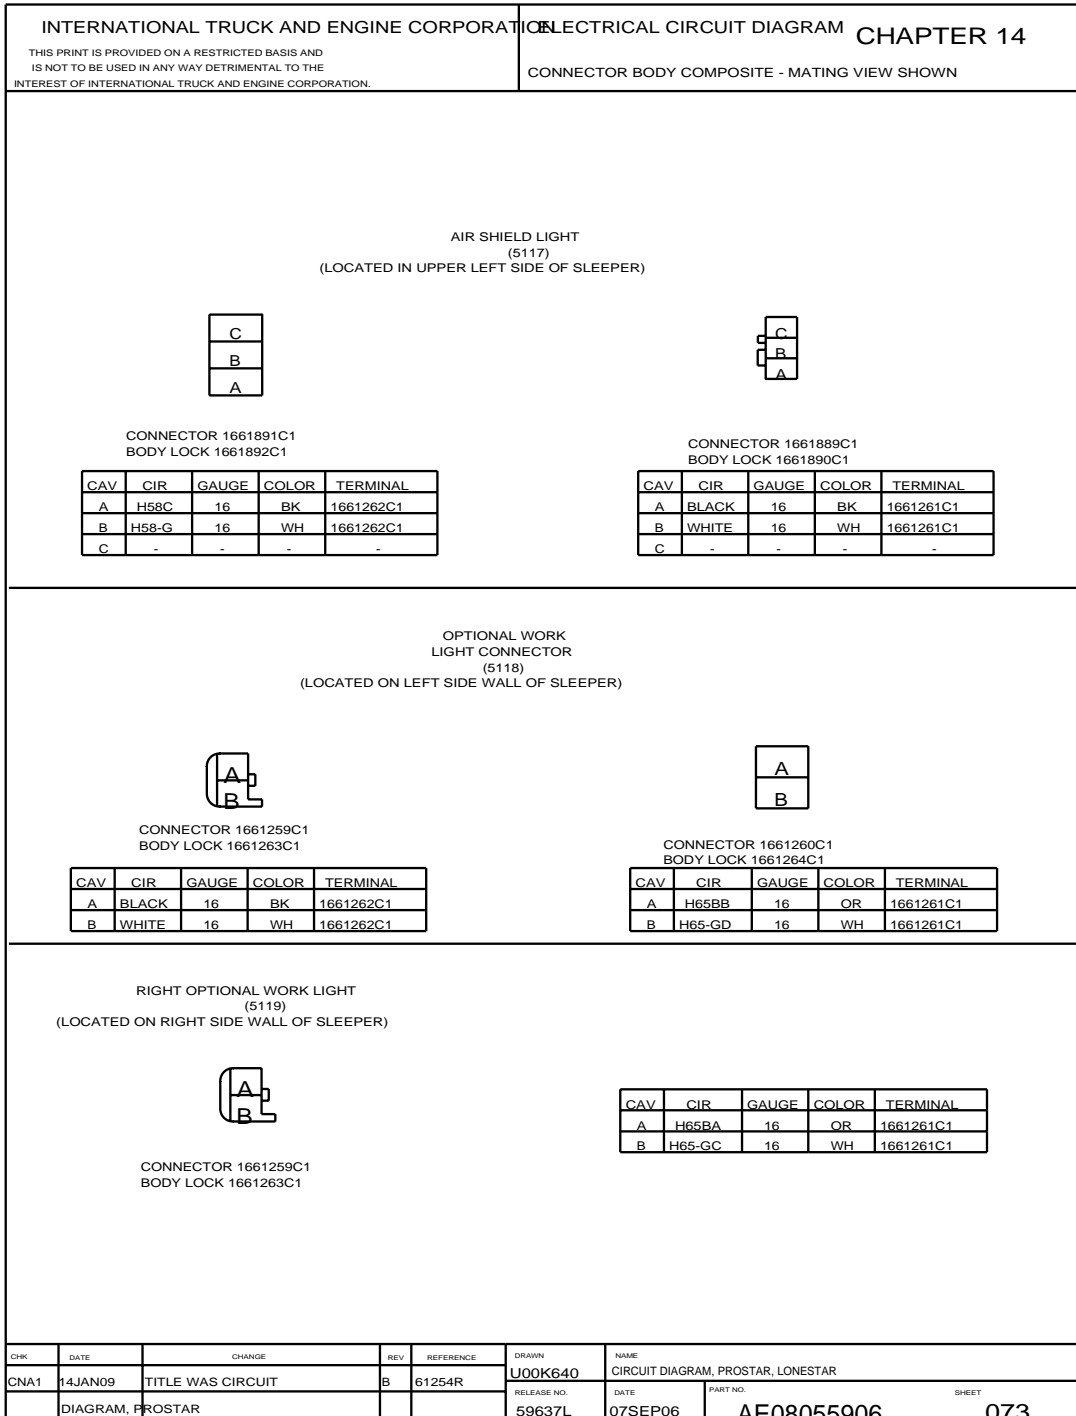 INTERNATIONAL TRUCK AND ENGINE CORPORATION
THIS PRINT IS PROVIDED ON A RESTRICTED BASIS AND
IS NOT TO BE USED IN ANY WAY DETRIMENTAL TO THE
INTEREST OF INTERNATIONAL TRUCK AND ENGINE CORPORATION.
ELECTRICAL CIRCUIT DIAGRAM CHAPTER 14
CONNECTOR BODY COMPOSITE - MATING VIEW SHOWN
AIR SHIELD LIGHT
(5117)
(LOCATED IN UPPER LEFT SIDE OF SLEEPER)
C
B
A
CONNECTOR 1661891C1
BODY LOCK 1661892C1
CAV CIR GAUGE COLOR TERMINAL
A H58C 16 BK 1661262C1
B H58-G 16 WH 1661262C1
C - - - -
C
B
A
CONNECTOR 1661889C1
BODY LOCK 1661890C1
CAV CIR GAUGE COLOR TERMINAL
A BLACK 16 BK 1661261C1
B WHITE 16 WH 1661261C1
C - - - -
OPTIONAL WORK
LIGHT CONNECTOR
(5118)
(LOCATED ON LEFT SIDE WALL OF SLEEPER)
A
B
CONNECTOR 1661259C1
BODY LOCK 1661263C1
CAV CIR GAUGE COLOR TERMINAL
A BLACK 16 BK 1661262C1
B WHITE 16 WH 1661262C1
A
B
CONNECTOR 1661260C1
BODY LOCK 1661264C1
CAV CIR GAUGE COLOR TERMINAL
A H65BB 16 OR 1661261C1
B H65-GD 16 WH 1661261C1
RIGHT OPTIONAL WORK LIGHT
(5119)
(LOCATED ON RIGHT SIDE WALL OF SLEEPER)
A
B
CONNECTOR 1661259C1
BODY LOCK 1661263C1
CAV CIR GAUGE COLOR TERMINAL
A H65BA 16 OR 1661261C1
B H65-GC 16 WH 1661261C1
CHK DATE CHANGE REV REFERENCE
CNA1 14JAN09 TITLE WAS CIRCUIT B 61254R
DIAGRAM, PROSTAR
DRAWN
U00K640
NAME
CIRCUIT DIAGRAM, PROSTAR, LONESTAR
RELEASE NO.
59637L
DATE
07SEP06
PART NO.
AE08055906
SHEET
073